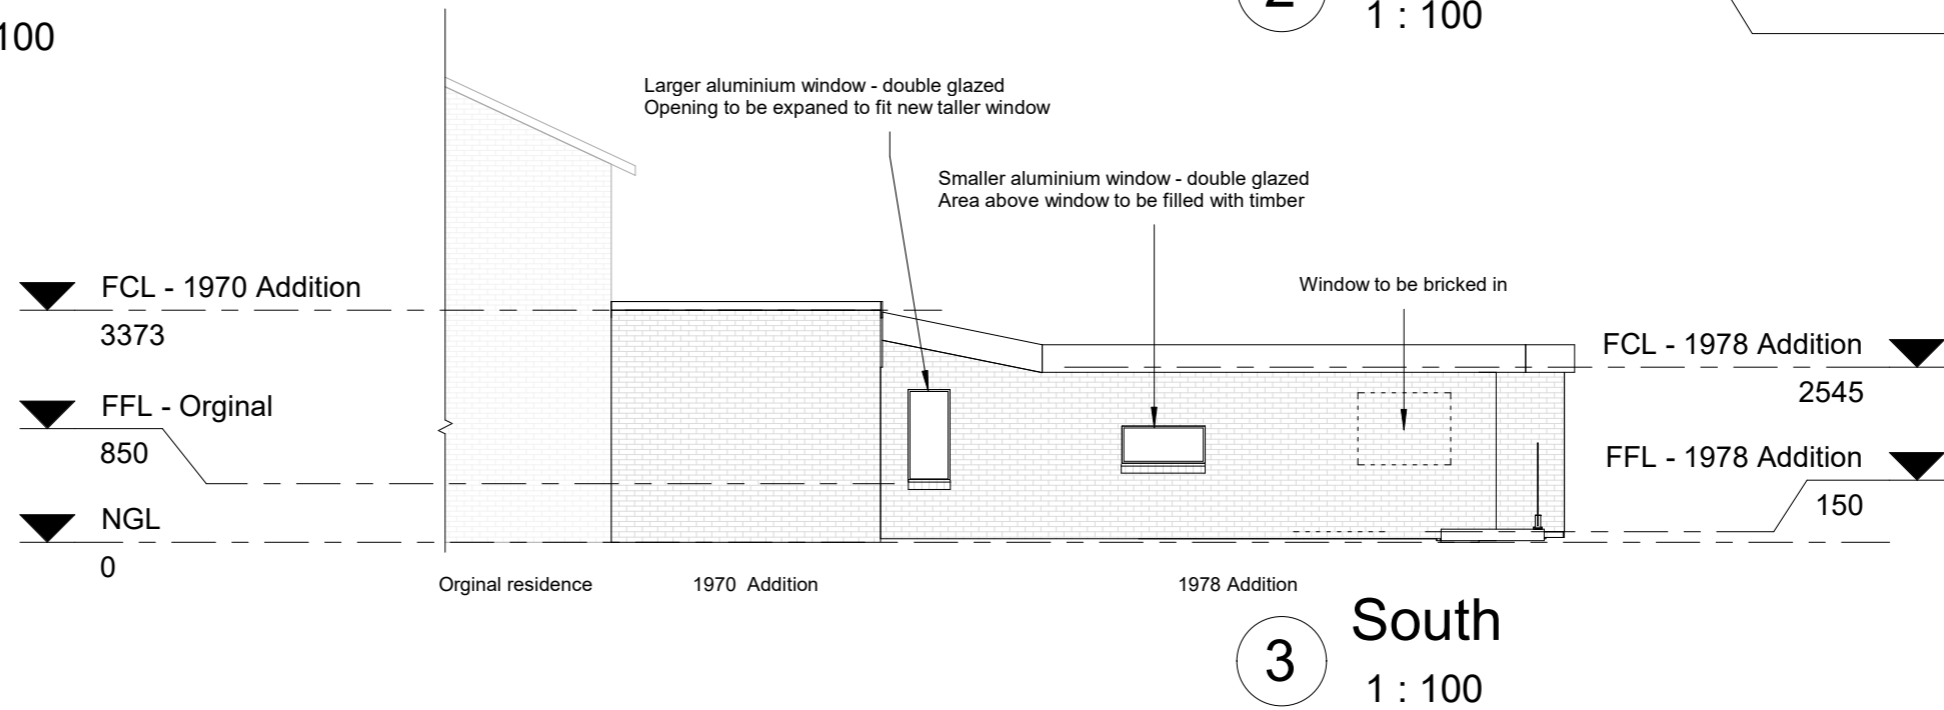 100
2
1 : 100
Larger aluminium window - double glazed
Opening to be expaned to fit new taller window
Smaller aluminium window - double glazed
Area above window to be filled with timber
Window to be bricked in
FCL - 1970 Addition
3373
FFL - Orginal
850
NGL
0
FCL - 1978 Addition
2545
FFL - 1978 Addition
150
Orginal residence
1970 Addition
1978 Addition
3
South
1 : 100